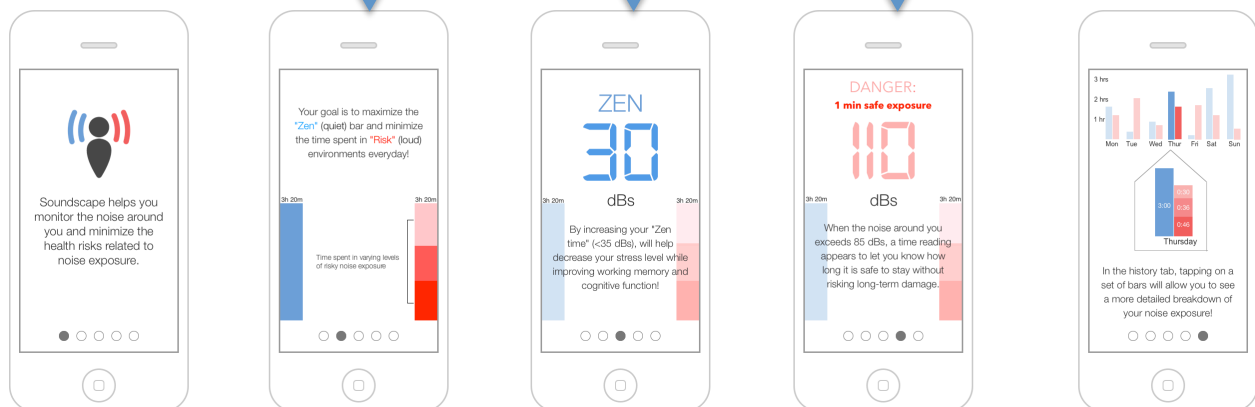 Soundscape helps you
monitor the noise around
you and minimize the
health risks related to
noise exposure.
Your goal is to maximize the
"Zen" (quiet) bar and minimize
the time spent in "Risk" (loud)
environments everyday!
3h 20m
3h 20m
Time spent in varying levels
of risky noise exposure
ZEN
30
dBs
3h 20m
3h 20m
By increasing your "Zen
time" (<35 dBs), will help
decrease your stress level while
improving working memory and
cognitive function!
DANGER:
1 min safe exposure
110
dBs
3h 20m
3h 20m
When the noise around you
exceeds 85 dBs, a time reading
appears to let you know how
long it is safe to stay without
risking long-term damage.
3 hrs
2 hrs
1 hr
Mon Tue Wed Thur Fri Sat Sun
3:00
0:30
0:36
0:46
Thursday
In the history tab, tapping on a
set of bars will allow you to see
a more detailed breakdown of
your noise exposure!